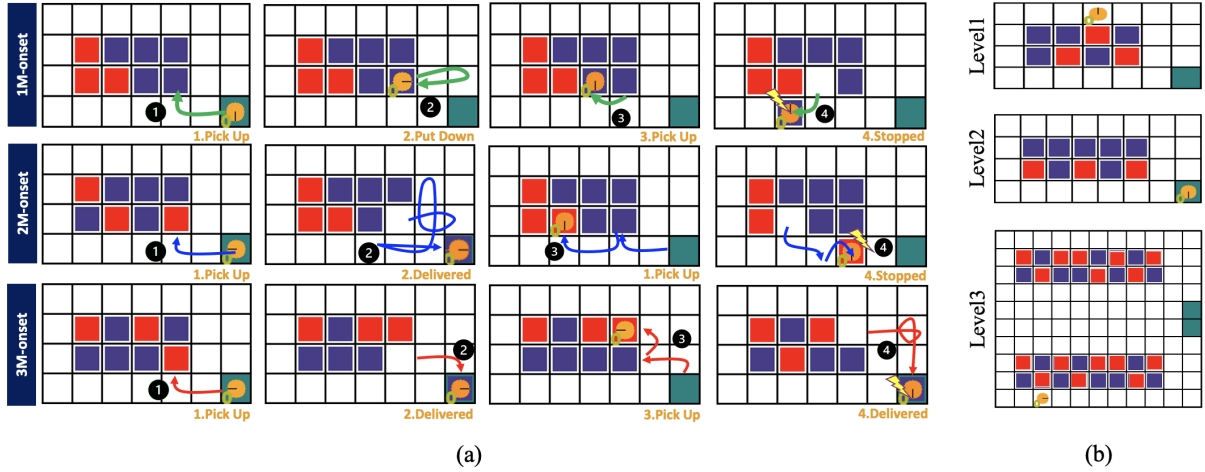 1M-onset
1
1.Pick Up
2
2.Put Down
3
3.Pick Up
4
4.Stopped
2M-onset
1
1.Pick Up
2
2.Delivered
3
1.Pick Up
4
4.Stopped
3M-onset
1
1.Pick Up
2
2.Delivered
3
3.Pick Up
4
4.Delivered
(a)
Level1
Level2
Level3
(b)